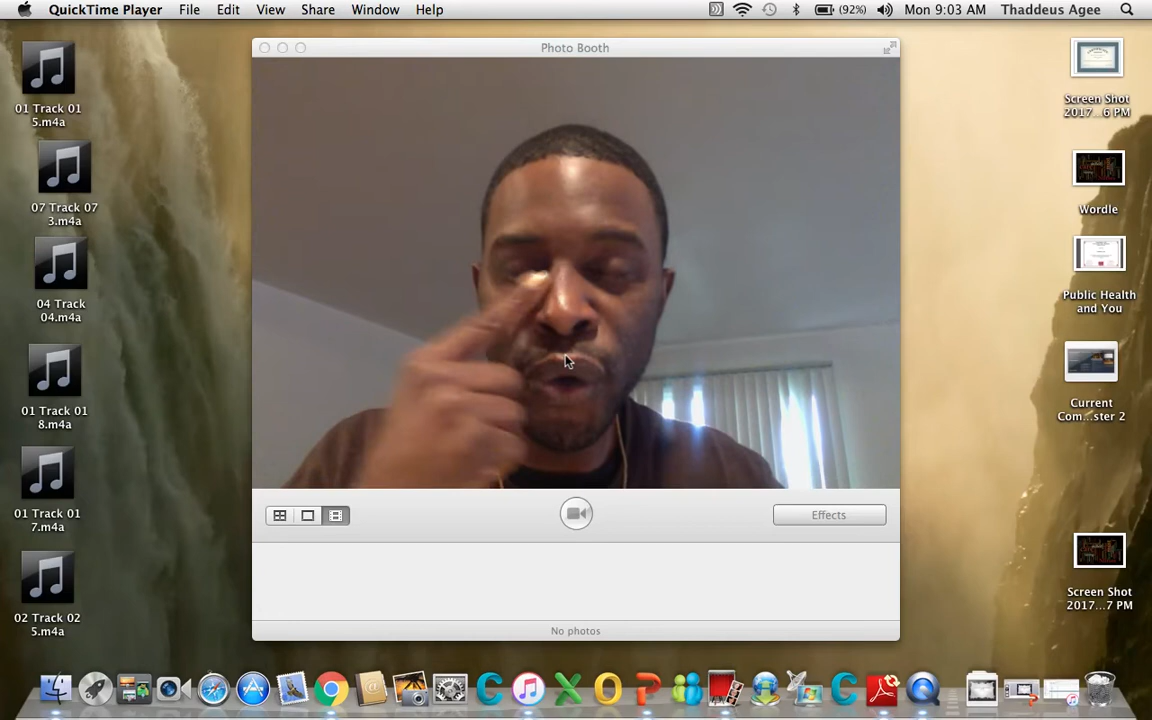 QuickTime Player File Edit View Share Window Help (92%) Mon 9:03 AM Thaddeus Agee
Photo Booth
01 Track 01
5.m4a
07 Track 07
3.m4a
04 Track
04.m4a
01 Track 01
8.m4a
01 Track 01
7.m4a
02 Track 02
5.m4a
Effects
No photos
Screen Shot
2017...6 PM
Wordle
Public Health
and You
Current
Com...ster 2
Screen Shot
2017...7 PM